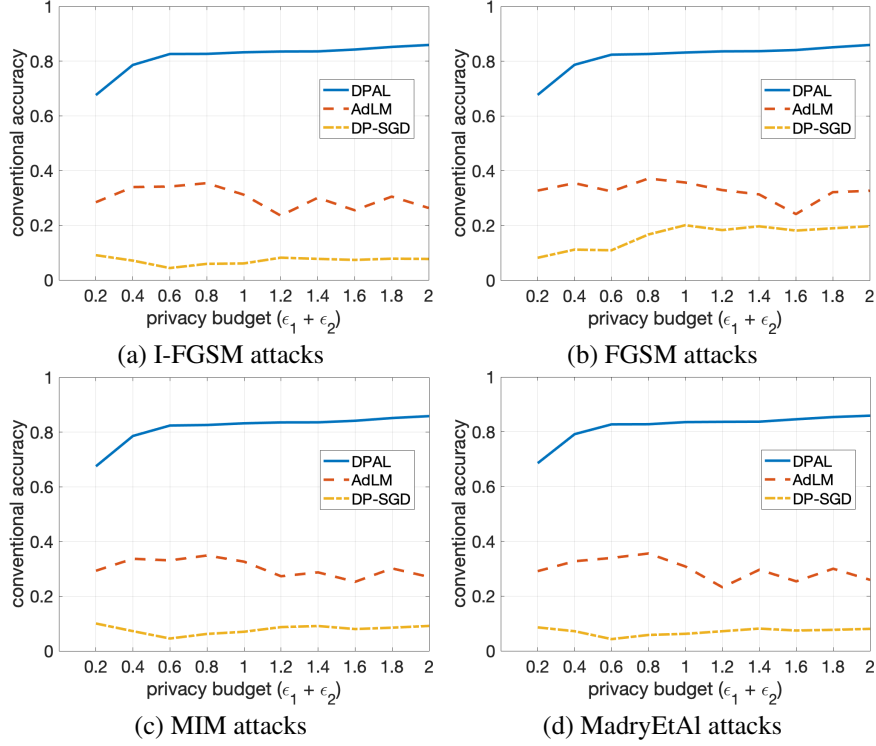 1
0.8
0.6
0.4
0.2
0
conventional accuracy
DPAL
AdLM
DP-SGD
0.2 0.4 0.6 0.8 1 1.2 1.4 1.6 1.8 2
privacy budget (ϵ1 + ϵ2)
(a) I-FGSM attacks
1
0.8
0.6
0.4
0.2
0
conventional accuracy
DPAL
AdLM
DP-SGD
0.2 0.4 0.6 0.8 1 1.2 1.4 1.6 1.8 2
privacy budget (ϵ1 + ϵ2)
(b) FGSM attacks
1
0.8
0.6
0.4
0.2
0
conventional accuracy
DPAL
AdLM
DP-SGD
0.2 0.4 0.6 0.8 1 1.2 1.4 1.6 1.8 2
privacy budget (ϵ1 + ϵ2)
(c) MIM attacks
1
0.8
0.6
0.4
0.2
0
conventional accuracy
DPAL
AdLM
DP-SGD
0.2 0.4 0.6 0.8 1 1.2 1.4 1.6 1.8 2
privacy budget (ϵ1 + ϵ2)
(d) MadryEtAl attacks